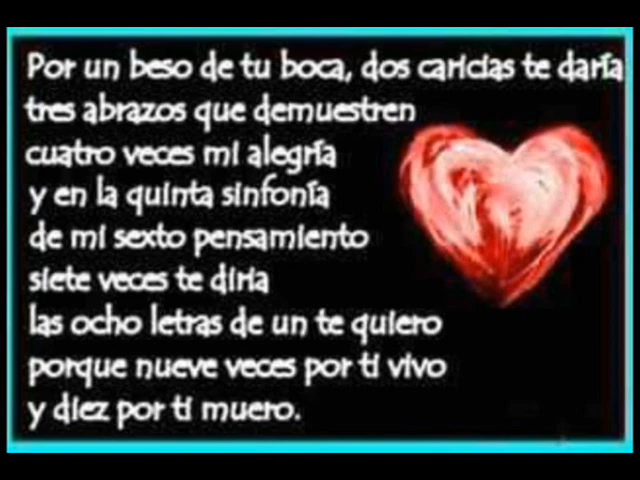 Por un beso de tu boca, dos caricias te daría
tres abrazos que demuestren
cuatro veces mi alegría
y en la quinta sinfonía
de mi sexto pensamiento
siete veces te diria
las ocho letras de un te quiero
porque nueve veces por ti vivo
y diez por ti muero.